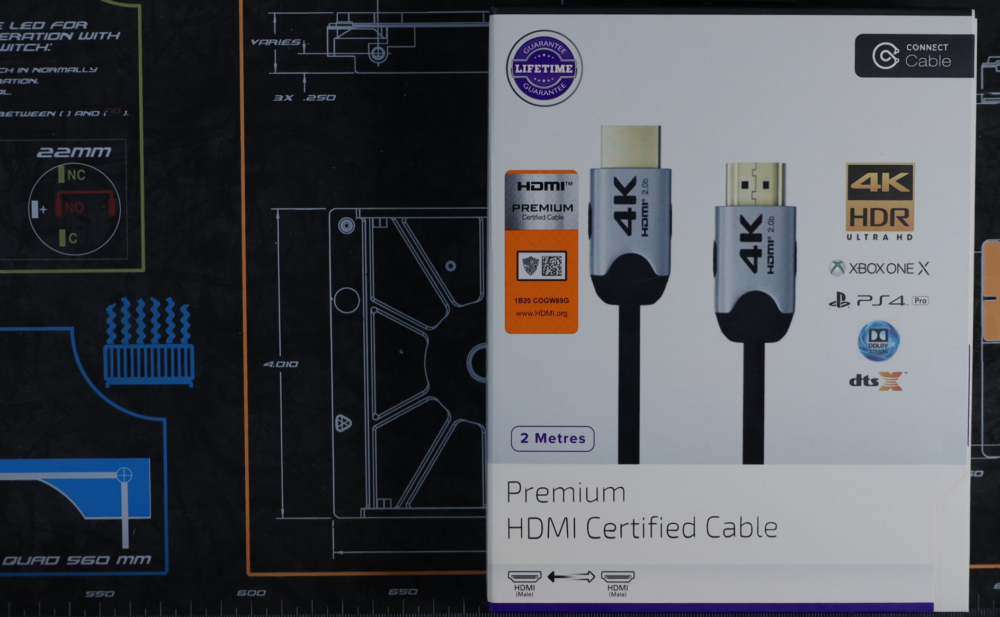 LED FOR
ERATION WITH
WITCH:
CH IN NORMALLY
RATION.
AL.
BETWEEN ( ) AND ( NO ).
22mm
NC
+ NO -
C
QUAD 560 mm
550
600
650
VARIES
3X .250
4.010
GUARANTEE
LIFETIME
GUARANTEE
CONNECT
Cable
HDMI™
PREMIUM
Certified Cable
1B20 COGW69G
www.HDMI.org
4K
HDMI® 2.0b
4K
HDMI® 2.0b
4K
HDR
ULTRA HD
XBOX ONE X
PS4™ Pro
DOLBY
ATMOS
dts X™
2 Metres
Premium
HDMI Certified Cable
HDMI
(Male)
HDMI
(Male)